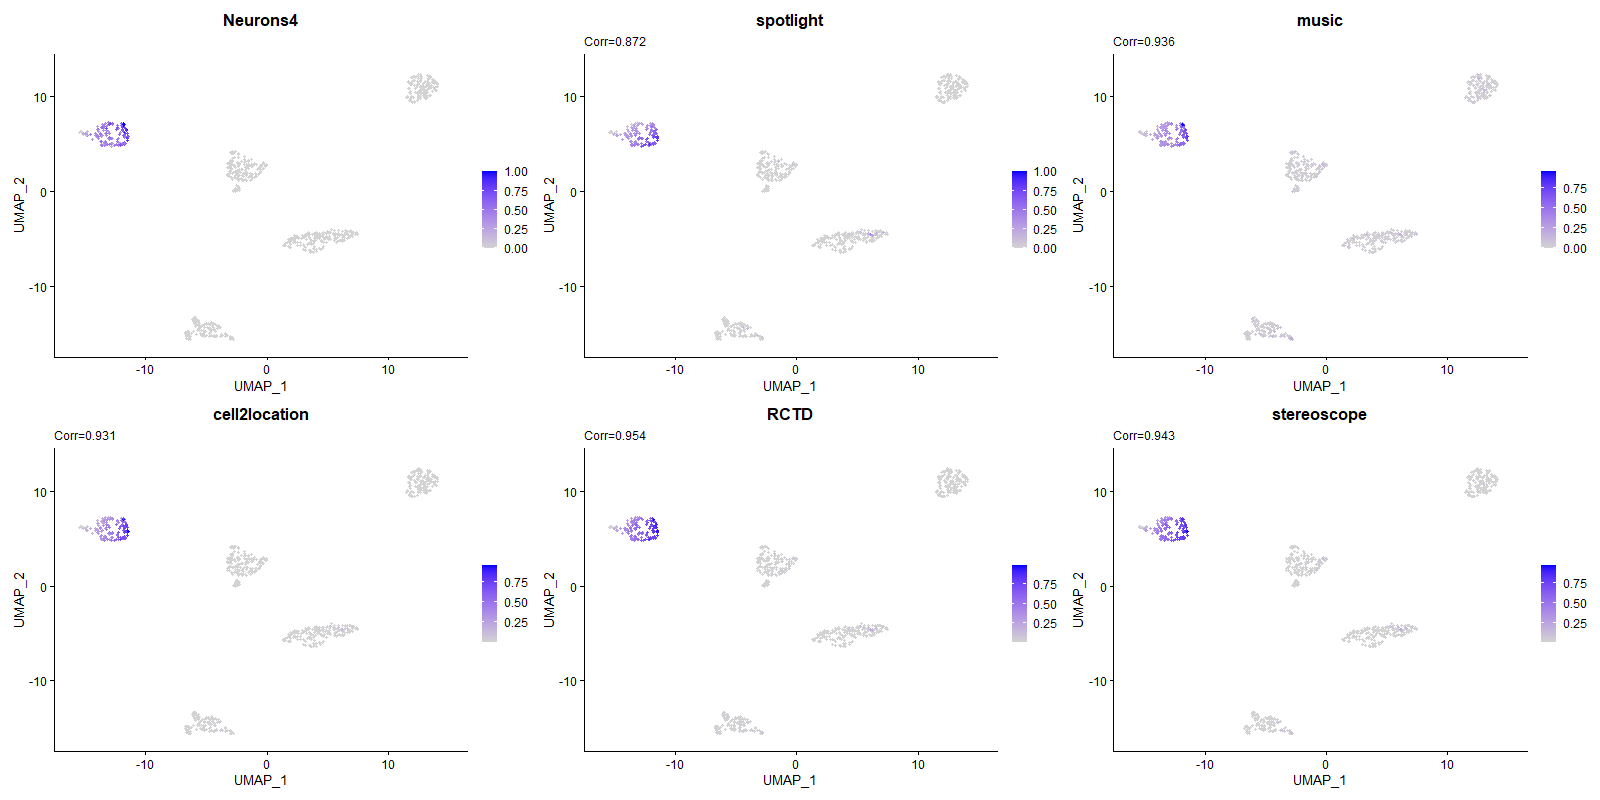 Neurons4
10
0
-10
UMAP_2
-10
0
10
UMAP_1
1.00
0.75
0.50
0.25
0.00
spotlight
Corr=0.872
10
0
-10
UMAP_2
-10
0
10
UMAP_1
1.00
0.75
0.50
0.25
0.00
music
Corr=0.936
10
0
-10
UMAP_2
-10
0
10
UMAP_1
0.75
0.50
0.25
0.00
cell2location
Corr=0.931
10
0
-10
UMAP_2
-10
0
10
UMAP_1
0.75
0.50
0.25
RCTD
Corr=0.954
10
0
-10
UMAP_2
-10
0
10
UMAP_1
0.75
0.50
0.25
stereoscope
Corr=0.943
10
0
-10
UMAP_2
-10
0
10
UMAP_1
0.75
0.50
0.25